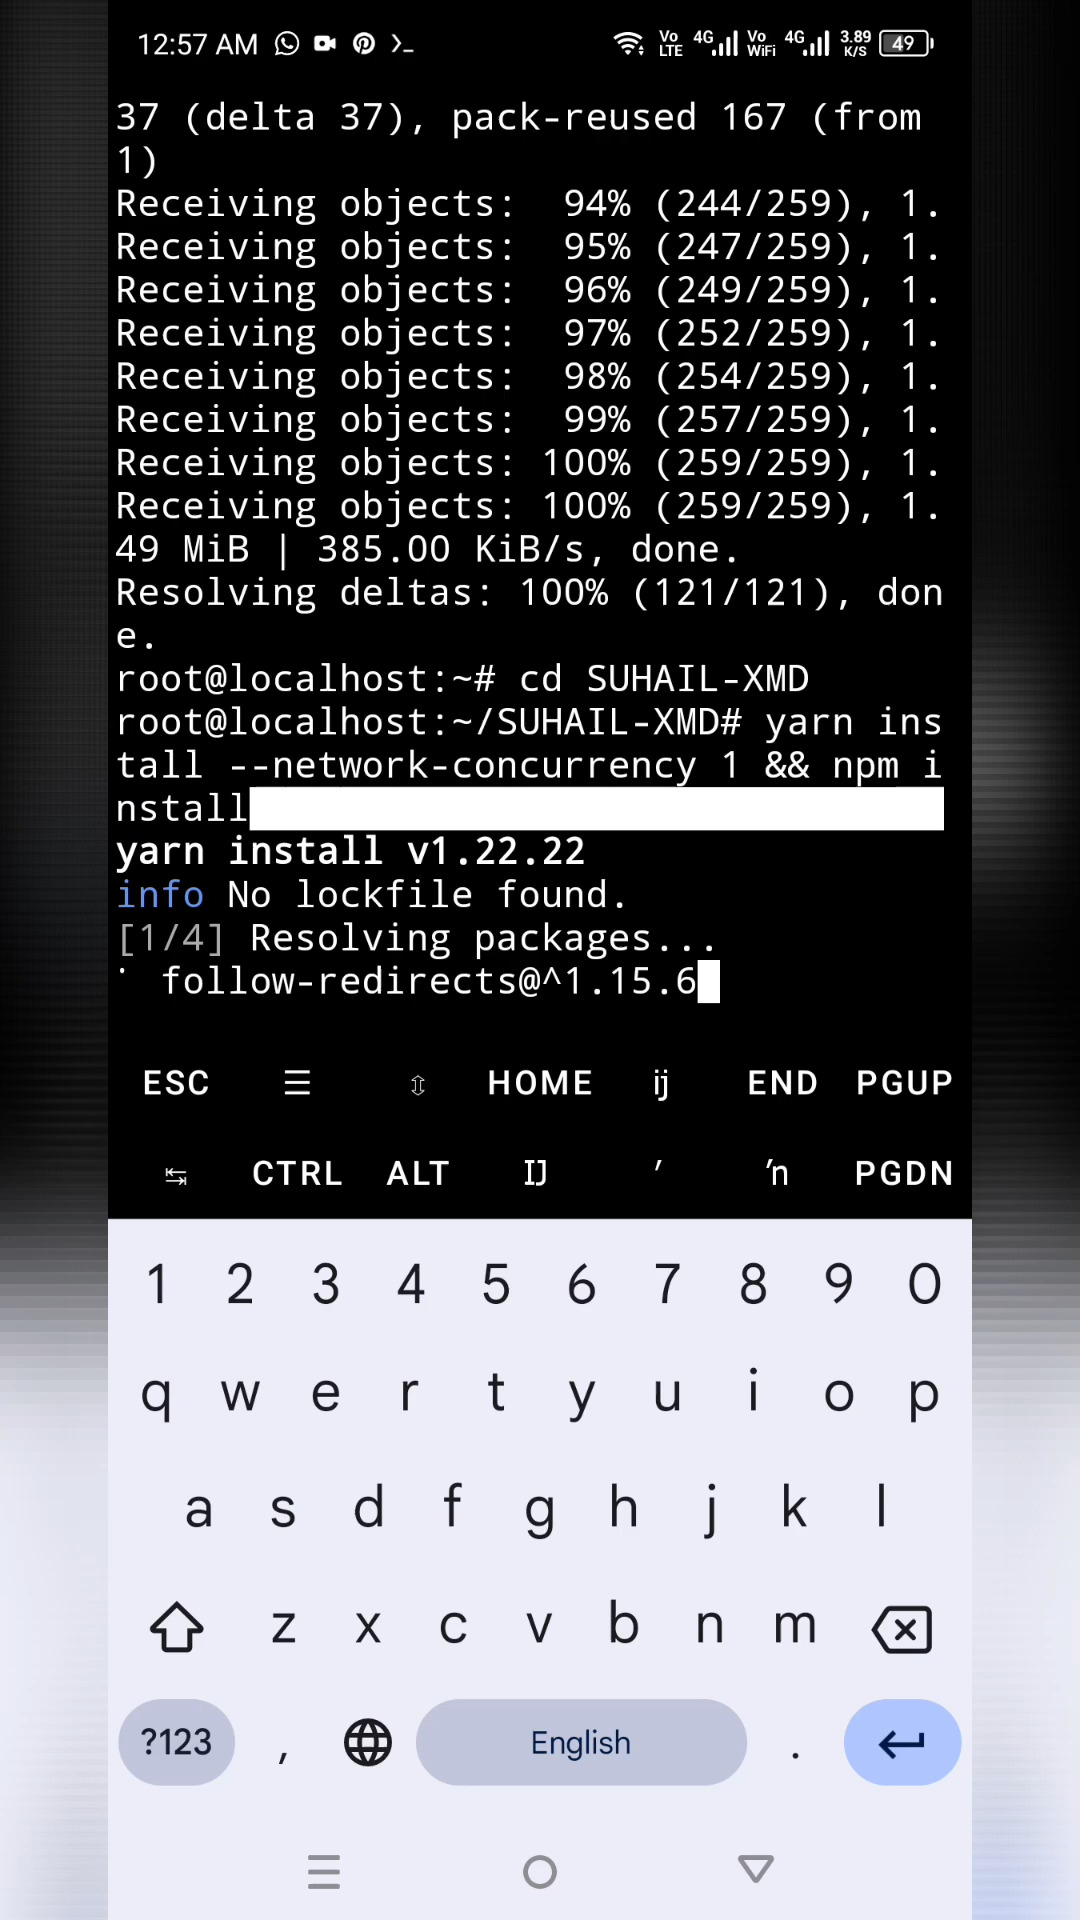 12:57 AM Vo LTE 4G Vo WiFi 4G 3.89 K/S 49
37 (delta 37), pack-reused 167 (from
1)
Receiving objects:  94% (244/259), 1.
Receiving objects:  95% (247/259), 1.
Receiving objects:  96% (249/259), 1.
Receiving objects:  97% (252/259), 1.
Receiving objects:  98% (254/259), 1.
Receiving objects:  99% (257/259), 1.
Receiving objects: 100% (259/259), 1.
Receiving objects: 100% (259/259), 1.
49 MiB | 385.00 KiB/s, done.
Resolving deltas: 100% (121/121), don
e.
root@localhost:~# cd SUHAIL-XMD
root@localhost:~/SUHAIL-XMD# yarn ins
tall --network-concurrency 1 && npm i
nstall
yarn install v1.22.22
info No lockfile found.
[1/4] Resolving packages...
⠁ follow-redirects@^1.15.6
ESC ☰ ⇳ HOME ĳ END PGUP
↹ CTRL ALT Ĳ ′ ŉ PGDN
1 2 3 4 5 6 7 8 9 0
q w e r t y u i o p
a s d f g h j k l
z x c v b n m
?123 , English .